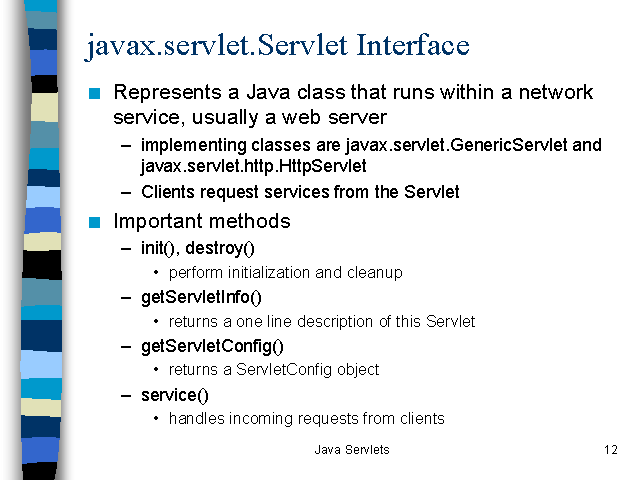 javax.servlet.Servlet Interface
■ Represents a Java class that runs within a network
service, usually a web server
– implementing classes are javax.servlet.GenericServlet and
javax.servlet.http.HttpServlet
– Clients request services from the Servlet
■ Important methods
– init(), destroy()
• perform initialization and cleanup
– getServletInfo()
• returns a one line description of this Servlet
– getServletConfig()
• returns a ServletConfig object
– service()
• handles incoming requests from clients
Java Servlets
12